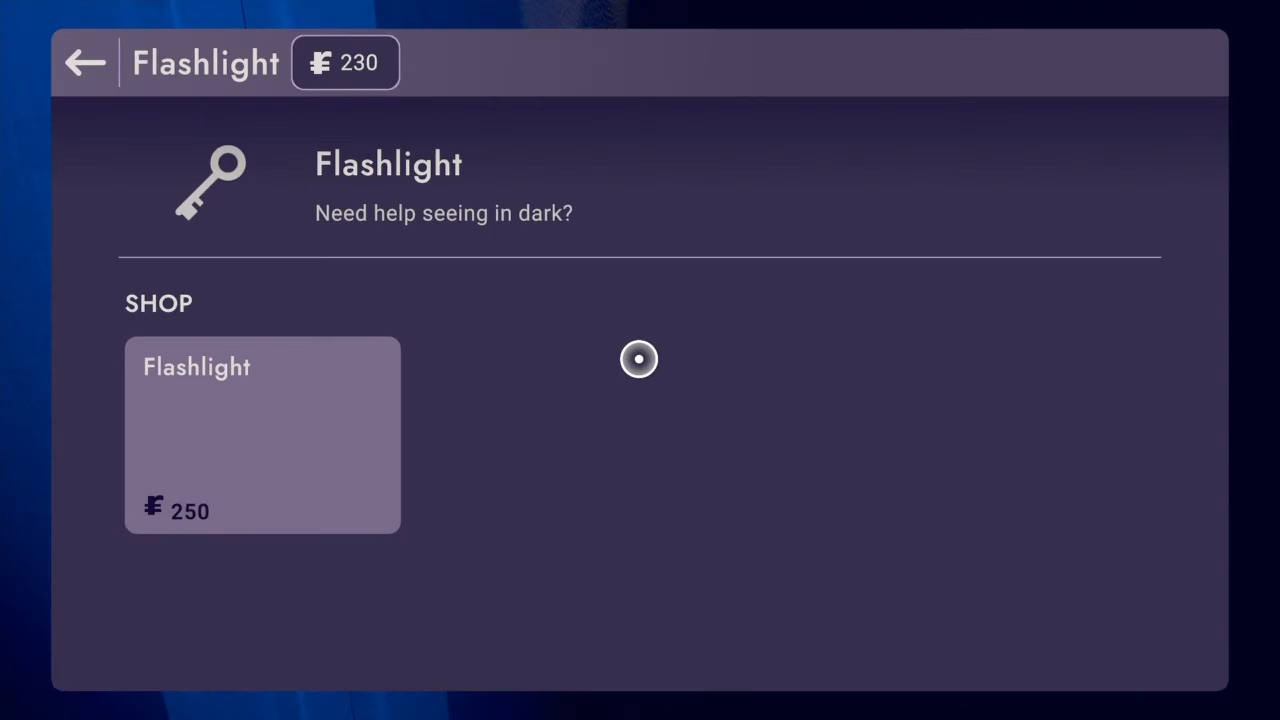 Flashlight 230
Flashlight
Need help seeing in dark?
SHOP
Flashlight
250